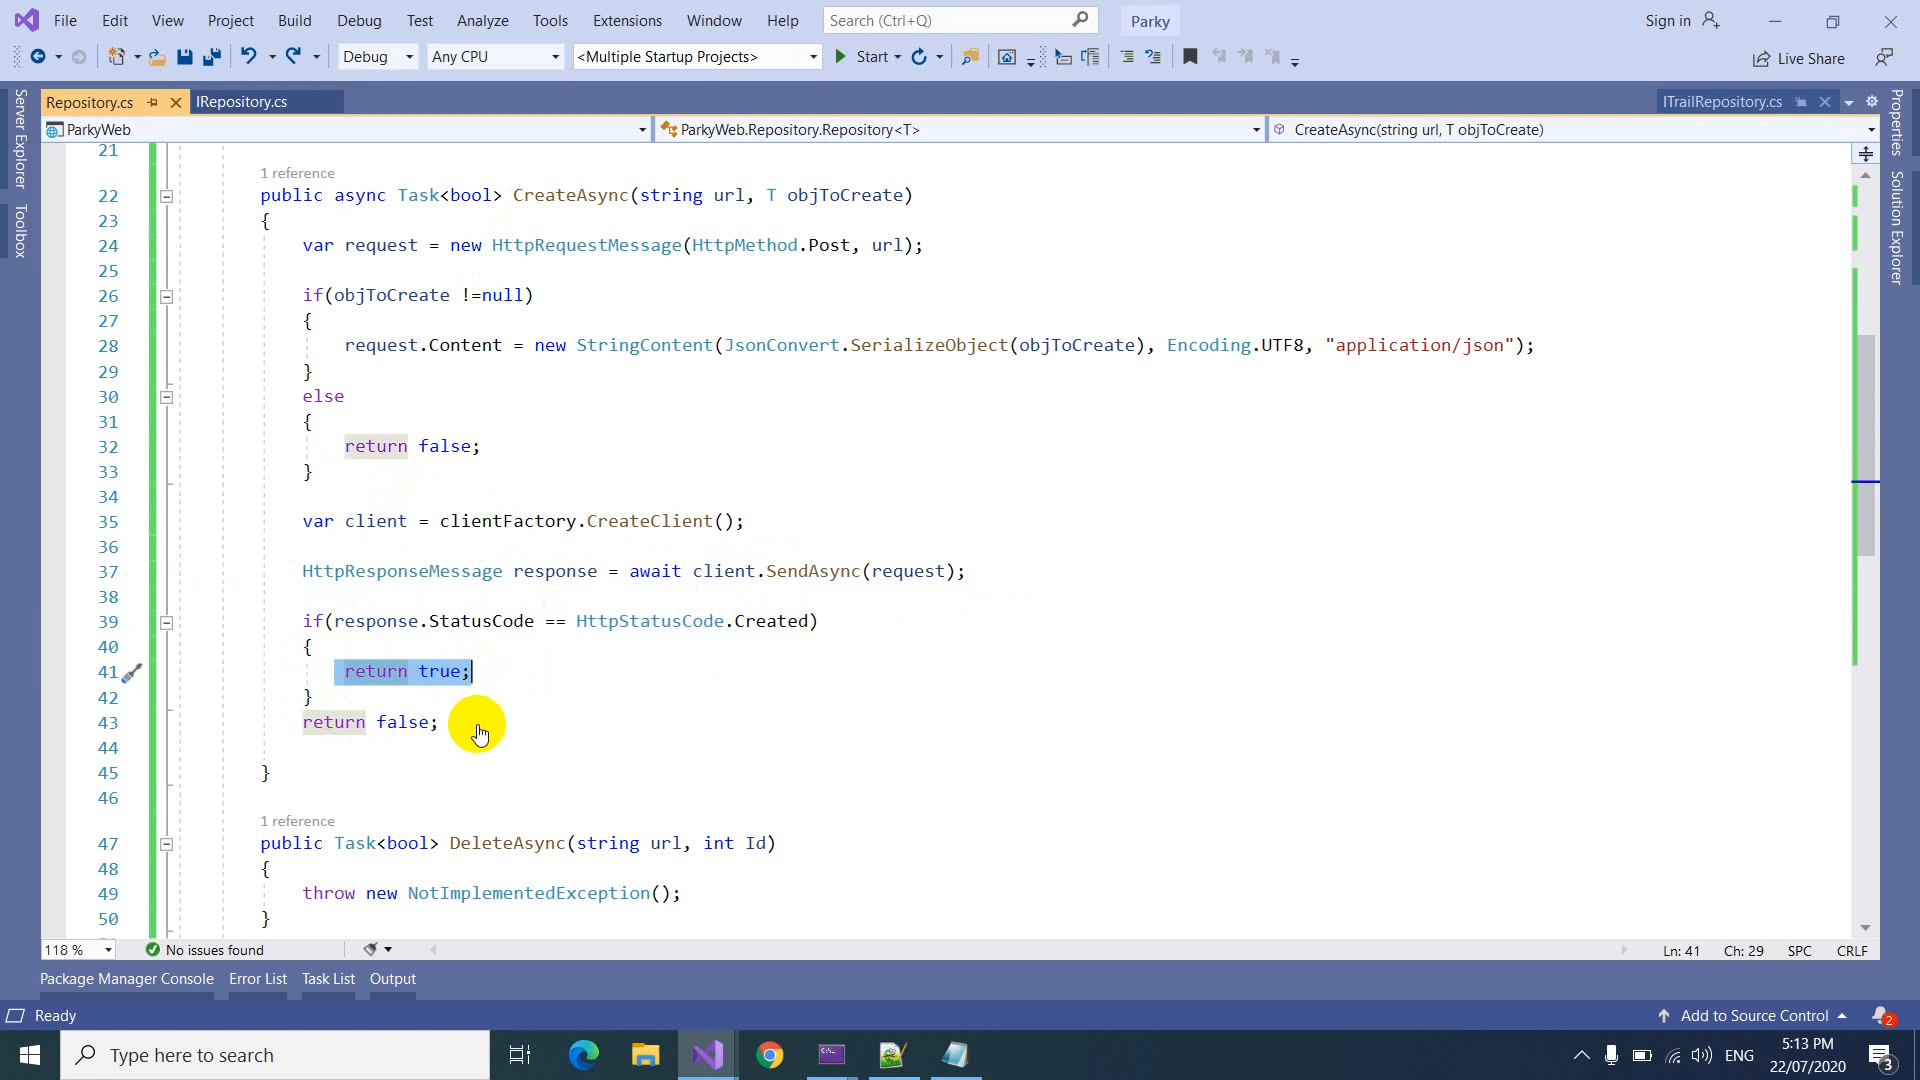 File Edit View Project Build Debug Test Analyze Tools Extensions Window Help Search (Ctrl+Q) Parky Sign in
Debug Any CPU <Multiple Startup Projects> Start Live Share
Server Explorer
Toolbox
Repository.cs IRepository.cs ITrailRepository.cs
ParkyWeb ParkyWeb.Repository.Repository<T> CreateAsync(string url, T objToCreate)
Properties
Solution Explorer
21
1 reference
22 public async Task<bool> CreateAsync(string url, T objToCreate)
23 {
24 var request = new HttpRequestMessage(HttpMethod.Post, url);
25
26 if(objToCreate !=null)
27 {
28 request.Content = new StringContent(JsonConvert.SerializeObject(objToCreate), Encoding.UTF8, "application/json");
29 }
30 else
31 {
32 return false;
33 }
34
35 var client = clientFactory.CreateClient();
36
37 HttpResponseMessage response = await client.SendAsync(request);
38
39 if(response.StatusCode == HttpStatusCode.Created)
40 {
41 return true;
42 }
43 return false;
44
45 }
46
1 reference
47 public Task<bool> DeleteAsync(string url, int Id)
48 {
49 throw new NotImplementedException();
50 }
118 % No issues found Ln: 41 Ch: 29 SPC CRLF
Package Manager Console Error List Task List Output
Ready Add to Source Control 2
Type here to search ENG 5:13 PM
22/07/2020 3